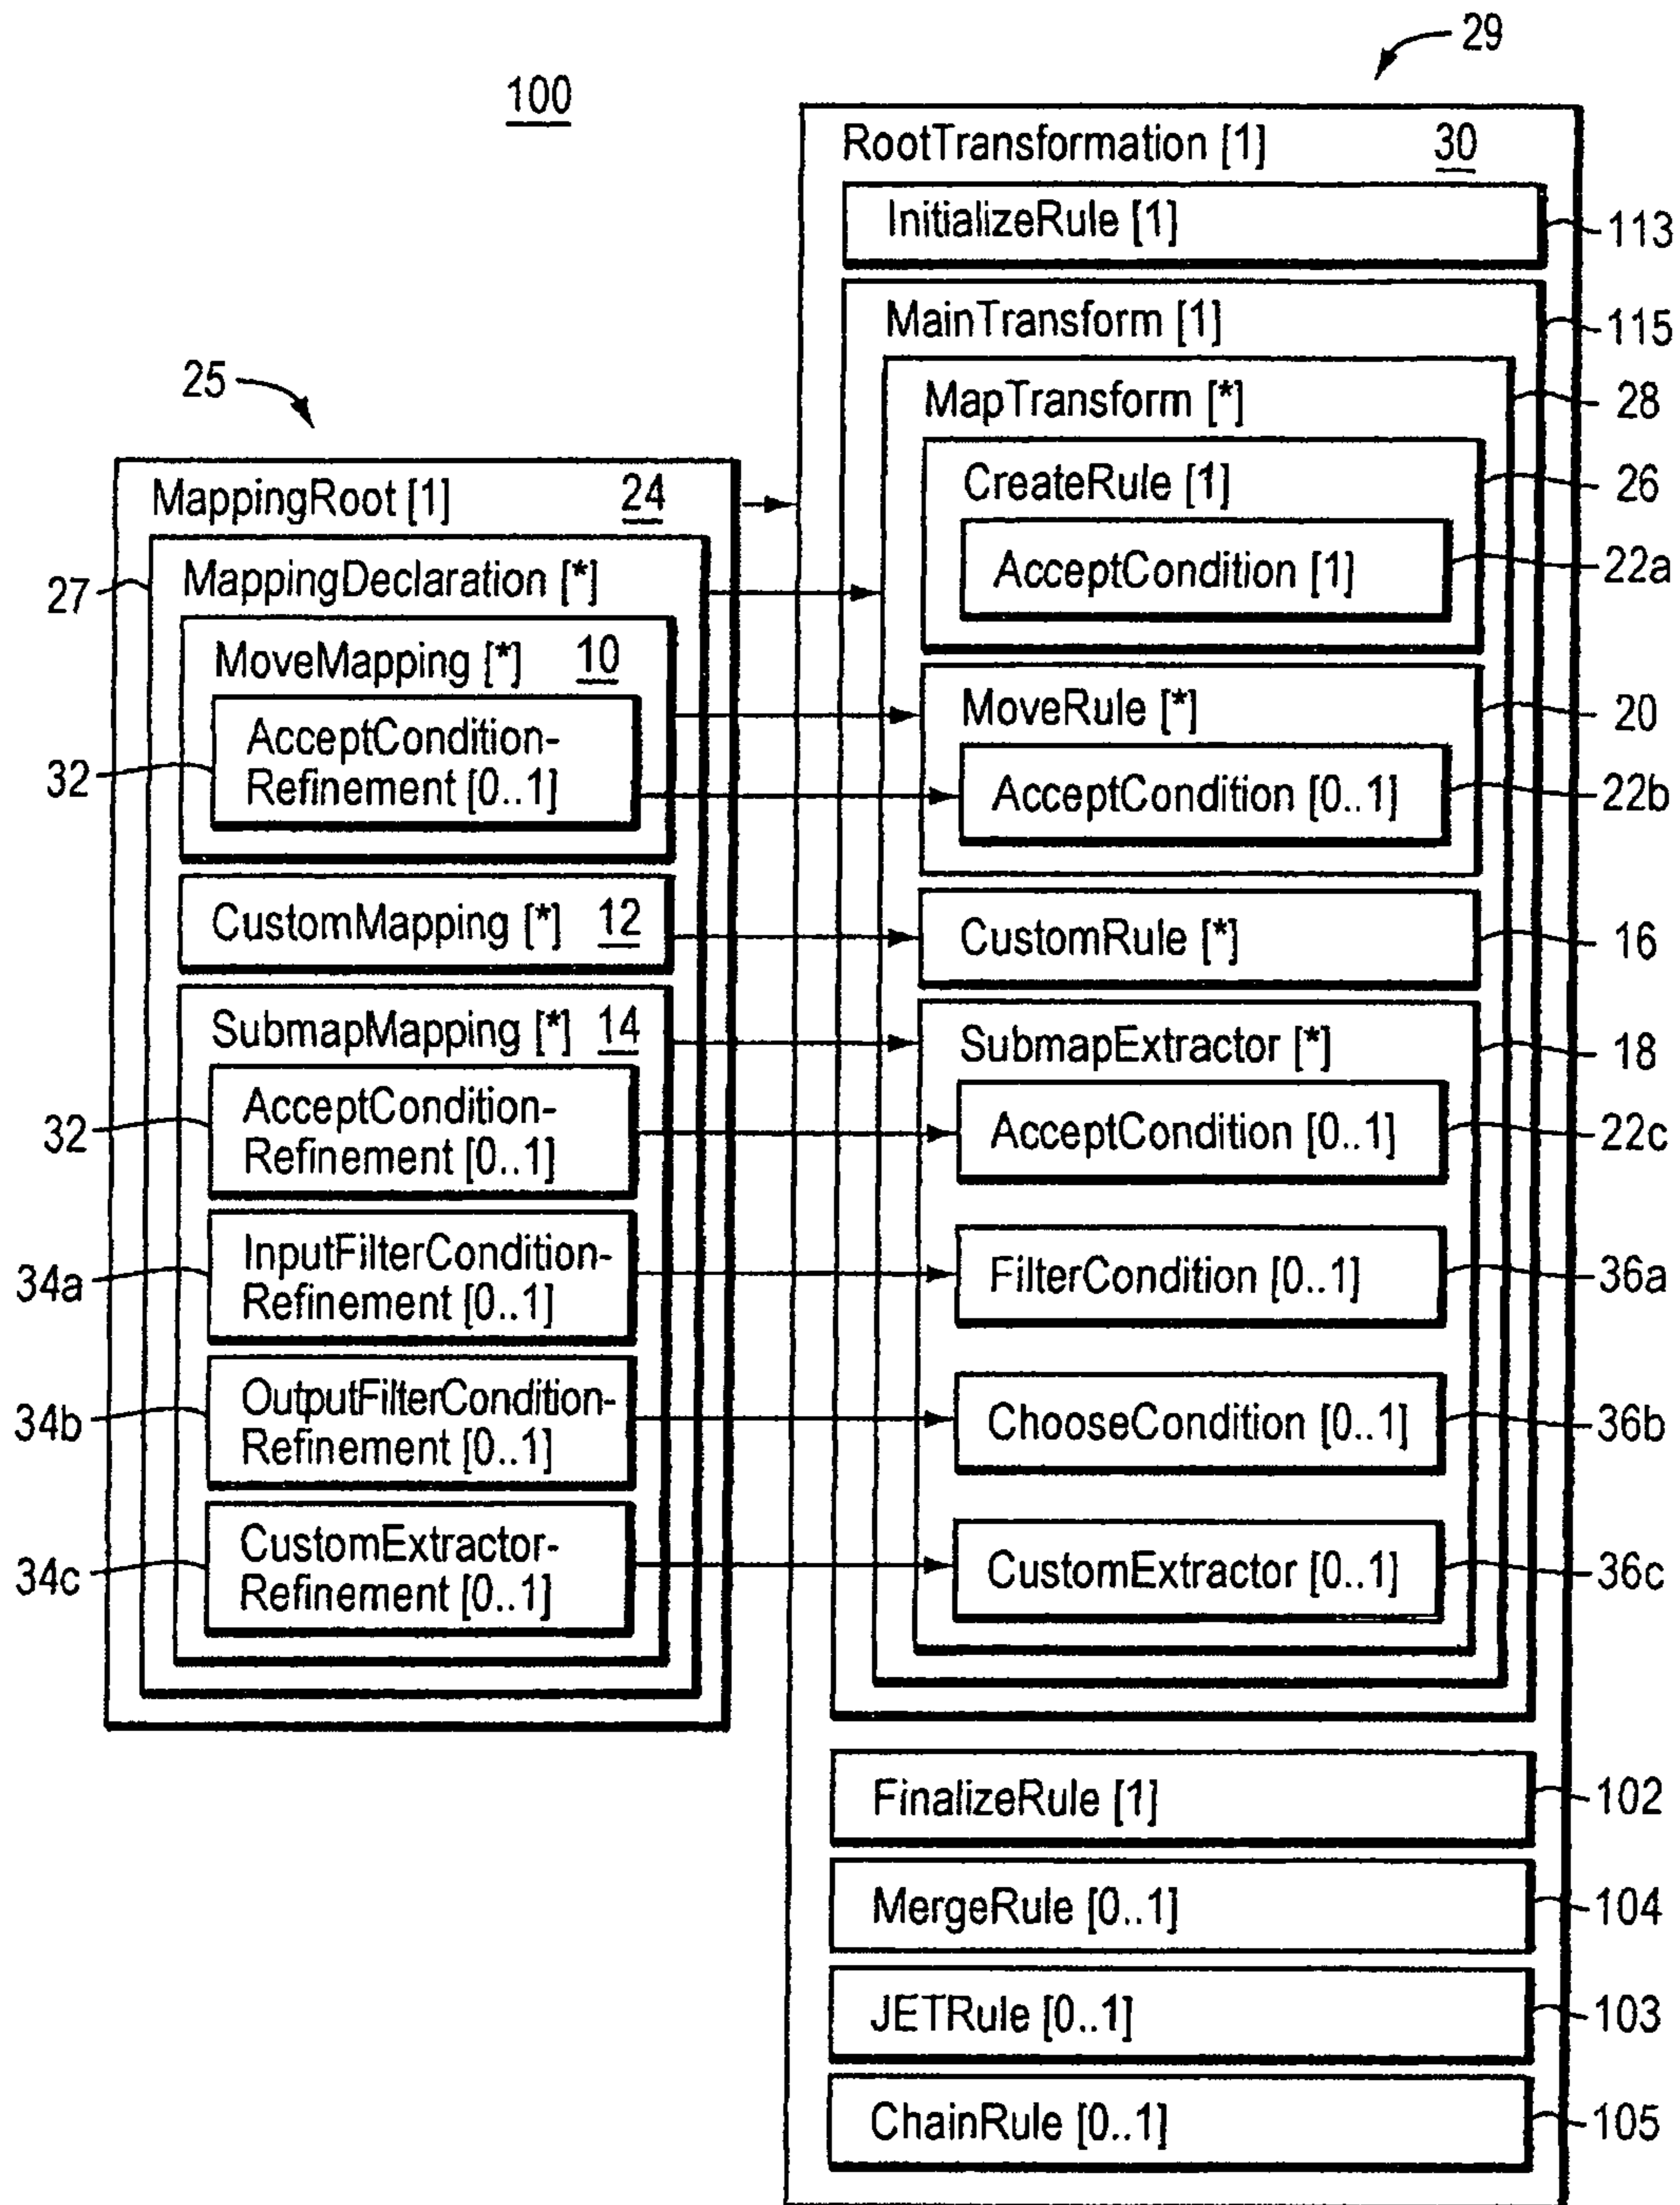 29
100
RootTransformation [1] 30
InitializeRule [1]
113
MainTransform [1]
115
25
MapTransform [*]
28
CreateRule [1]
26
AcceptCondition [1]
22a
MappingRoot [1] 24
27
MappingDeclaration [*]
MoveMapping [*] 10
AcceptCondition-
Refinement [0..1]
32
MoveRule [*]
20
AcceptCondition [0..1]
22b
CustomMapping [*] 12
CustomRule [*]
16
SubmapMapping [*] 14
SubmapExtractor [*]
18
AcceptCondition-
Refinement [0..1]
32
AcceptCondition [0..1]
22c
InputFilterCondition-
Refinement [0..1]
34a
FilterCondition [0..1]
36a
OutputFilterCondition-
Refinement [0..1]
34b
ChooseCondition [0..1]
36b
CustomExtractor-
Refinement [0..1]
34c
CustomExtractor [0..1]
36c
FinalizeRule [1]
102
MergeRule [0..1]
104
JETRule [0..1]
103
ChainRule [0..1]
105